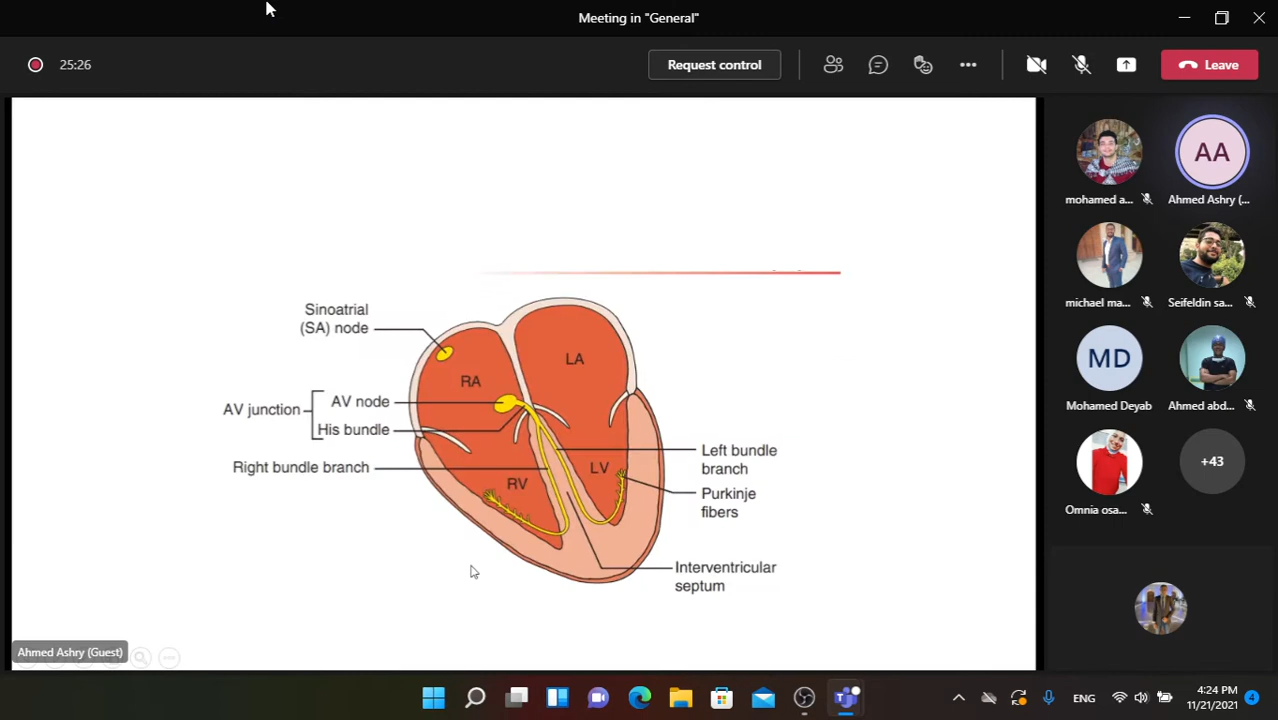 Meeting in "General"
25:26
Request control
Leave
AA
mohamed a...
Ahmed Ashry (...
michael ma...
Seifeldin sa...
MD
Mohamed Deyab
Ahmed abd...
+43
Omnia osa...
Sinoatrial
(SA) node
LA
RA
AV junction
AV node
His bundle
Right bundle branch
Left bundle
branch
LV
RV
Purkinje
fibers
Interventricular
septum
Ahmed Ashry (Guest)
ENG
4:24 PM
11/21/2021
4